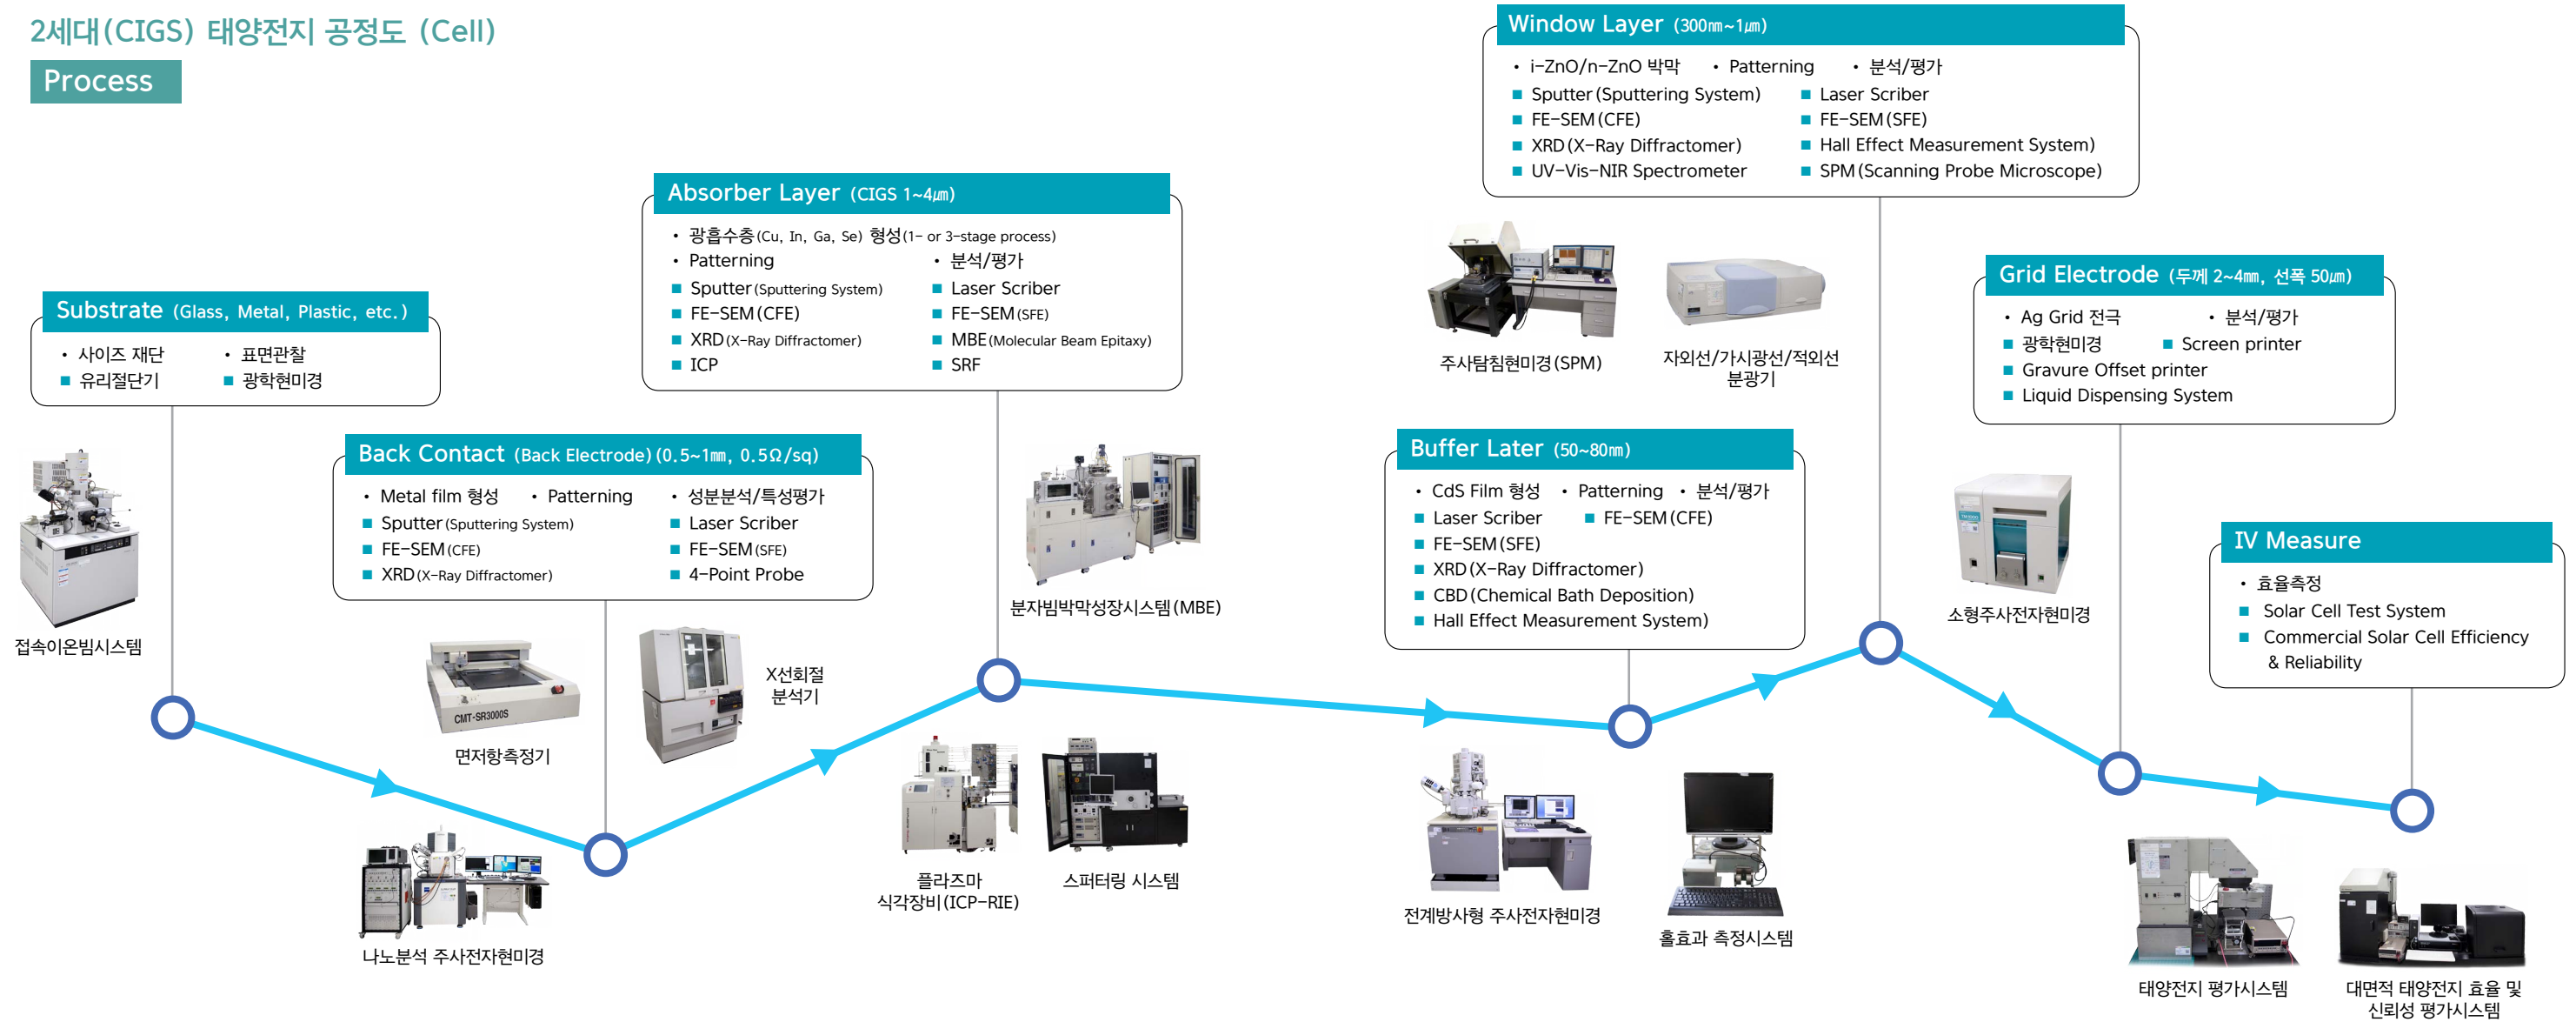 2세대(CIGS) 태양전지 공정도 (Cell)
Process
Substrate (Glass, Metal, Plastic, etc.)
• 사이즈 재단 • 표면관찰
■ 유리절단기 ■ 광학현미경
접속이온빔시스템
Back Contact (Back Electrode)(0.5~1㎜, 0.5Ω/sq)
• Metal film 형성 • Patterning • 성분분석/특성평가
■ Sputter(Sputtering System) ■ Laser Scriber
■ FE-SEM(CFE) ■ FE-SEM(SFE)
■ XRD(X-Ray Diffractomer) ■ 4-Point Probe
CMT-SR3000S
면저항측정기
X선회절
분석기
나노분석 주사전자현미경
Absorber Layer (CIGS 1~4㎛)
• 광흡수층(Cu, In, Ga, Se) 형성(1- or 3-stage process)
• Patterning • 분석/평가
■ Sputter(Sputtering System) ■ Laser Scriber
■ FE-SEM(CFE) ■ FE-SEM(SFE)
■ XRD(X-Ray Diffractomer) ■ MBE(Molecular Beam Epitaxy)
■ ICP ■ SRF
분자빔박막성장시스템(MBE)
플라즈마
식각장비(ICP-RIE)
스퍼터링 시스템
Buffer Later (50~80㎚)
• CdS Film 형성 • Patterning • 분석/평가
■ Laser Scriber ■ FE-SEM(CFE)
■ FE-SEM(SFE)
■ XRD(X-Ray Diffractomer)
■ CBD(Chemical Bath Deposition)
■ Hall Effect Measurement System)
전계방사형 주사전자현미경
홀효과 측정시스템
Window Layer (300㎚~1㎛)
• i-ZnO/n-ZnO 박막 • Patterning • 분석/평가
■ Sputter(Sputtering System) ■ Laser Scriber
■ FE-SEM(CFE) ■ FE-SEM(SFE)
■ XRD(X-Ray Diffractomer) ■ Hall Effect Measurement System)
■ UV-Vis-NIR Spectrometer ■ SPM(Scanning Probe Microscope)
주사탐침현미경(SPM)
자외선/가시광선/적외선
분광기
Grid Electrode (두께 2~4㎜, 선폭 50㎛)
• Ag Grid 전극 • 분석/평가
■ 광학현미경 ■ Screen printer
■ Gravure Offset printer
■ Liquid Dispensing System
소형주사전자현미경
IV Measure
• 효율측정
■ Solar Cell Test System
■ Commercial Solar Cell Efficiency
& Reliability
태양전지 평가시스템
대면적 태양전지 효율 및
신뢰성 평가시스템